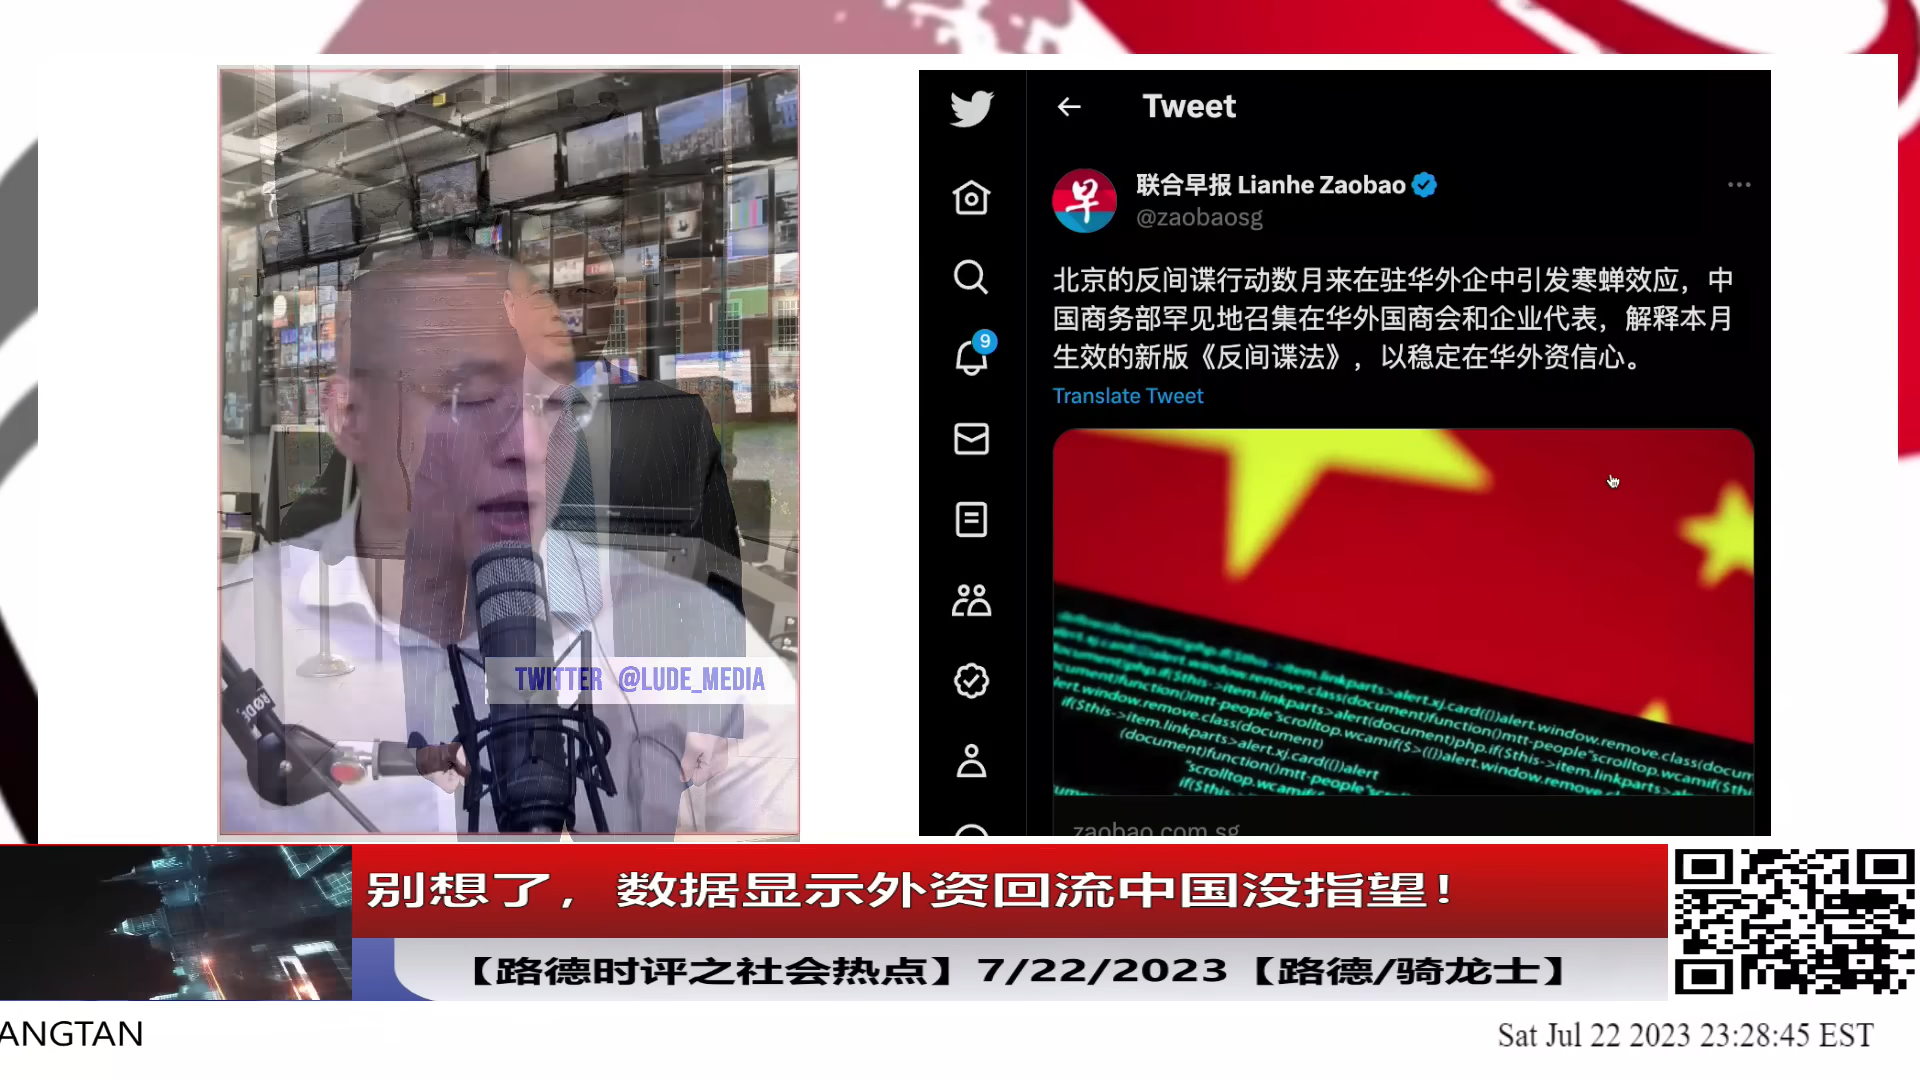 TWITTER @LUDE_MEDIA
RØDE
Tweet
早
联合早报 Lianhe Zaobao
@zaobaosg
9
北京的反间谍行动数月来在驻华外企中引发寒蝉效应，中
国商务部罕见地召集在华外国商会和企业代表，解释本月
生效的新版《反间谍法》，以稳定在华外资信心。
Translate Tweet
zaobao.com.sg
别想了，数据显示外资回流中国没指望！
【路德时评之社会热点】7/22/2023【路德/骑龙士】
ANGTAN
Sat Jul 22 2023 23:28:45 EST